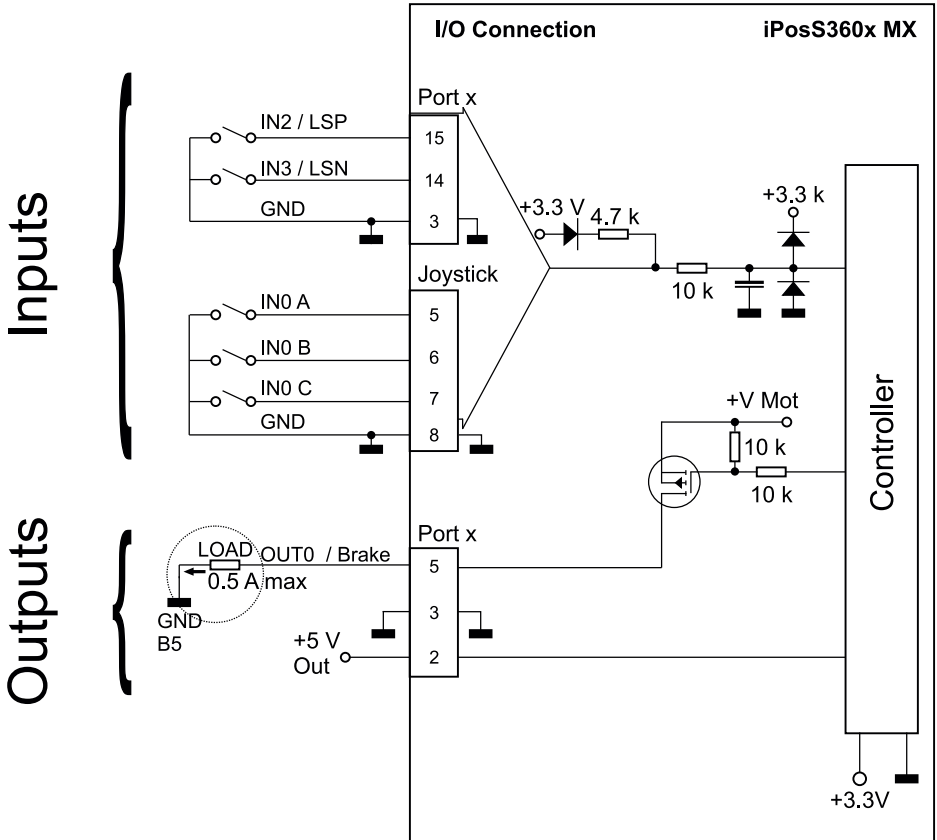 I/O Connection
iPosS360x MX
Inputs
Port x
IN2 / LSP
15
IN3 / LSN
14
GND
3
+3.3 V
4.7 k
+3.3 k
10 k
Joystick
IN0 A
5
IN0 B
6
IN0 C
7
GND
8
+V Mot
10 k
10 k
Controller
Outputs
Port x
LOAD
OUT0 / Brake
5
0.5 A max
GND
B5
3
+5 V
Out
2
+3.3V